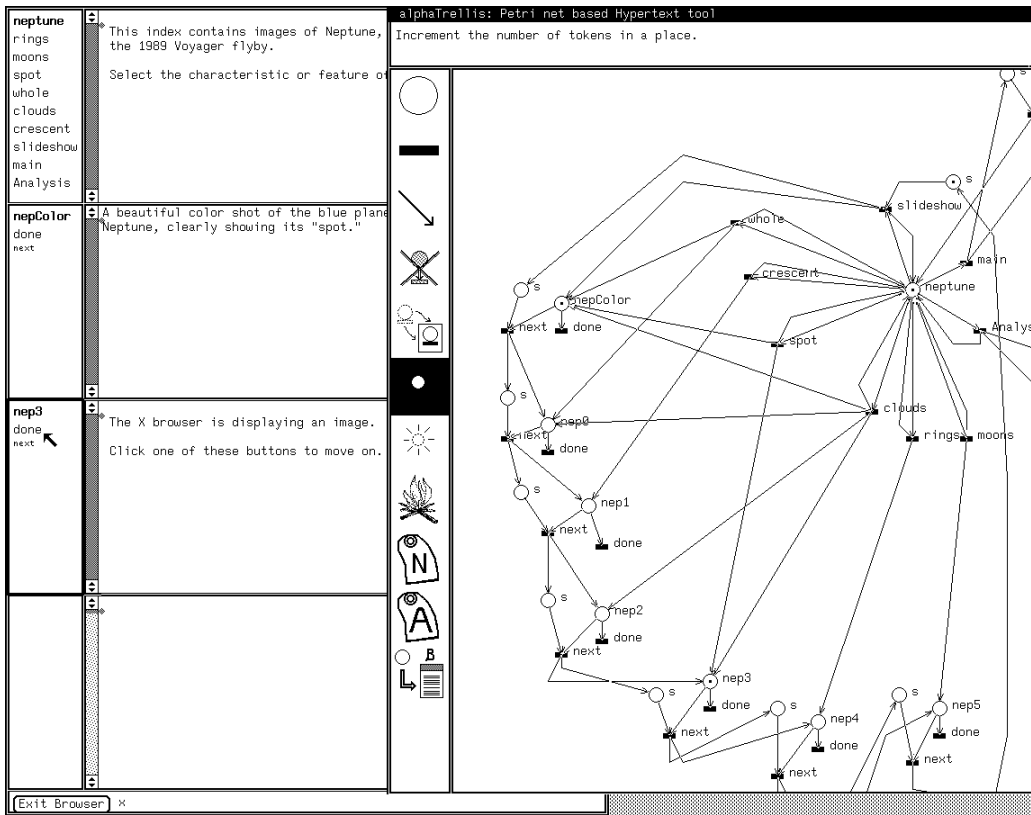 alphaTrellis: Petri net based Hypertext tool
Increment the number of tokens in a place.
neptune
rings
moons
spot
whole
clouds
crescent
slideshow
main
Analysis
This index contains images of Neptune,
the 1989 Voyager flyby.
Select the characteristic or feature of
nepColor
done
next
A beautiful color shot of the blue plane
Neptune, clearly showing its "spot."
nep3
done
next
The X browser is displaying an image.
Click one of these buttons to move on.
Exit Browser
x
N
A
B
s
s
slideshow
whole
main
crescent
neptune
s
nepColor
next
done
Analys
spot
s
clouds
nep0
next
done
rings
moons
s
nep1
next
done
s
nep2
done
next
nep3
s
done
s
nep4
s
nep5
next
done
done
next
next